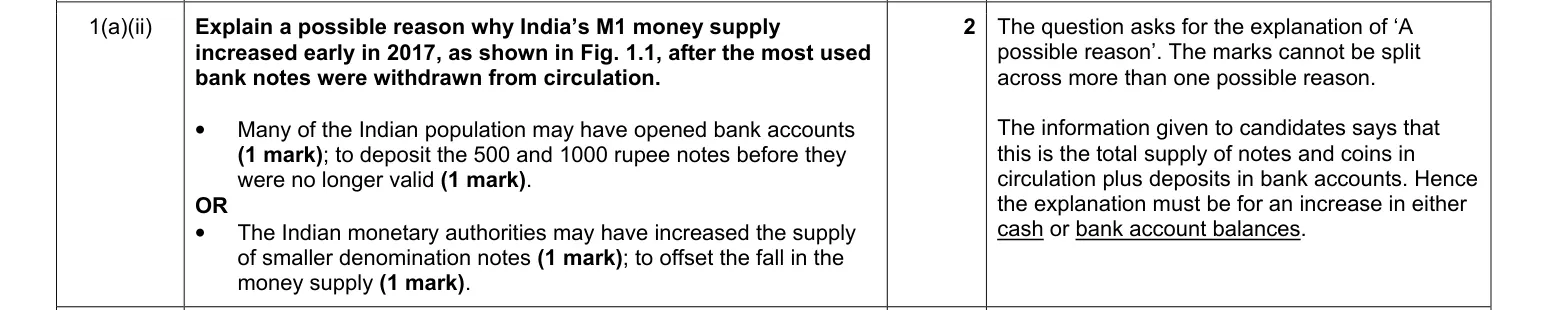 1(a)(ii)
Explain a possible reason why India's M1 money supply
increased early in 2017, as shown in Fig. 1.1, after the most used
bank notes were withdrawn from circulation.
• Many of the Indian population may have opened bank accounts
(1 mark); to deposit the 500 and 1000 rupee notes before they
were no longer valid (1 mark).
OR
• The Indian monetary authorities may have increased the supply
of smaller denomination notes (1 mark); to offset the fall in the
money supply (1 mark).
2
The question asks for the explanation of ‘A
possible reason’. The marks cannot be split
across more than one possible reason.
The information given to candidates says that
this is the total supply of notes and coins in
circulation plus deposits in bank accounts. Hence
the explanation must be for an increase in either
cash or bank account balances.